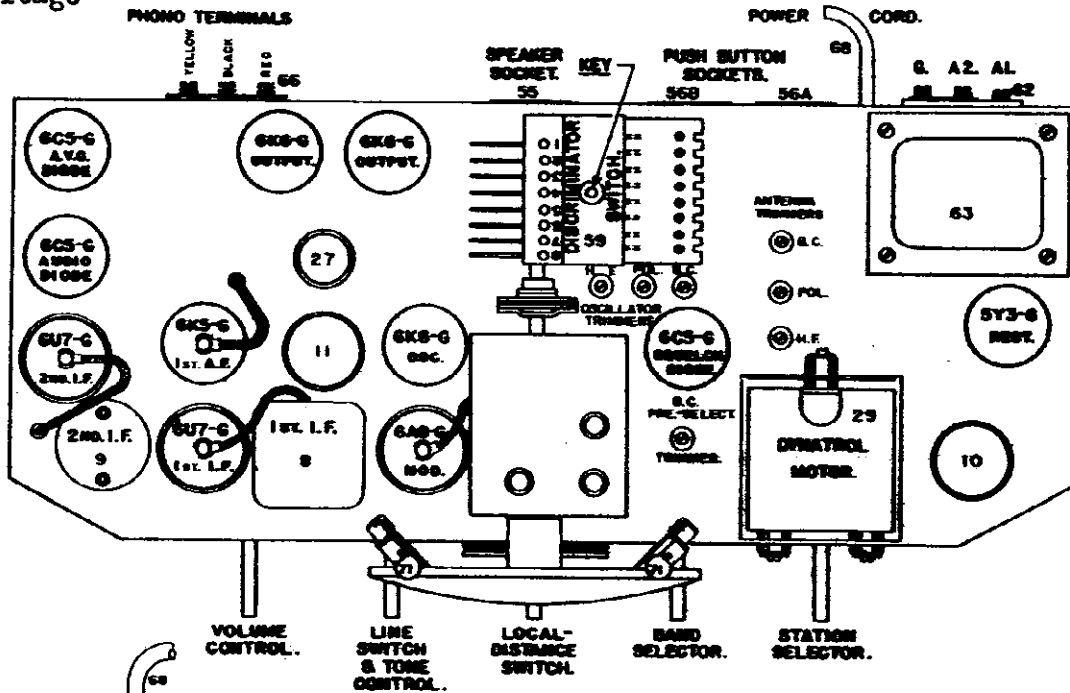 PHONO TERMINALS
YELLOW
BLACK
RED
66
SPEAKER
SOCKET.
55
KEY
PUSH BUTTON
SOCKETS.
56B
56A
POWER
CORD.
68
G. A2. A1.
62
6C5-G
A.V.C.
DIODE
6K6-G
OUTPUT.
6K6-G
OUTPUT.
DISCRIMINATOR
SWITCH.
59
ANTENNA
TRIMMERS
B.C.
POL.
H.F.
63
6C5-G
AUDIO
DIODE
27
POL.
B.C.
OSCILLATOR
TRIMMERS
5Y3-G
RECT.
6U7-G
2ND. I.F.
6K5-G
1ST. A.F.
11
6K6-G
OSC.
6C5-G
SQUELCH
DIODE
2ND. I.F.
9
6U7-G
1ST. I.F.
1ST. I.F.
8
6A8-G
MOD.
B.C.
PRE-SELECT.
TRIMMER.
29
DYNATROL
MOTOR.
10
71
71
VOLUME
CONTROL.
LINE
SWITCH
& TONE
CONTROL.
LOCAL-
DISTANCE
SWITCH.
BAND
SELECTOR.
STATION
SELECTOR.
68